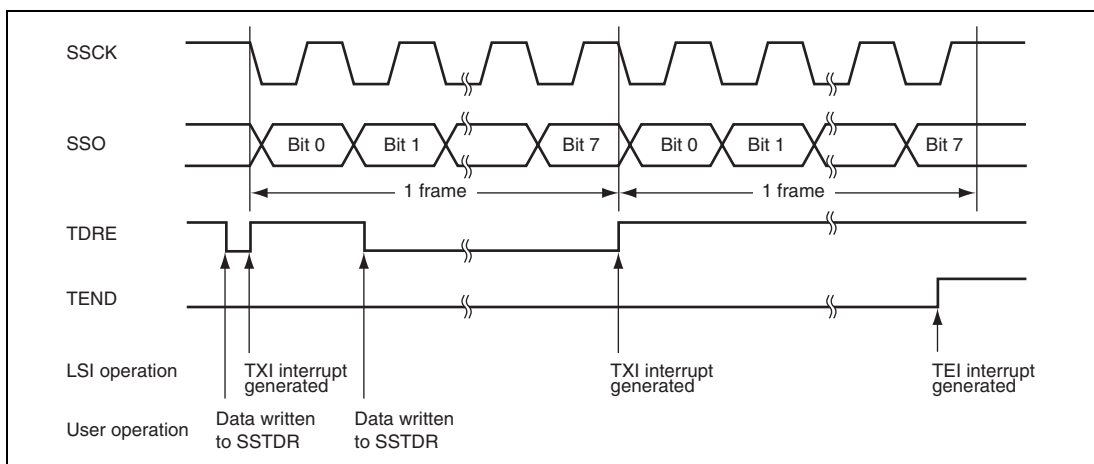 SSCK
SSO
Bit 0
Bit 1
Bit 7
Bit 0
Bit 1
Bit 7
1 frame
1 frame
TDRE
TEND
LSI operation
TXI interrupt
generated
TXI interrupt
generated
TEI interrupt
generated
User operation
Data written
to SSTDR
Data written
to SSTDR